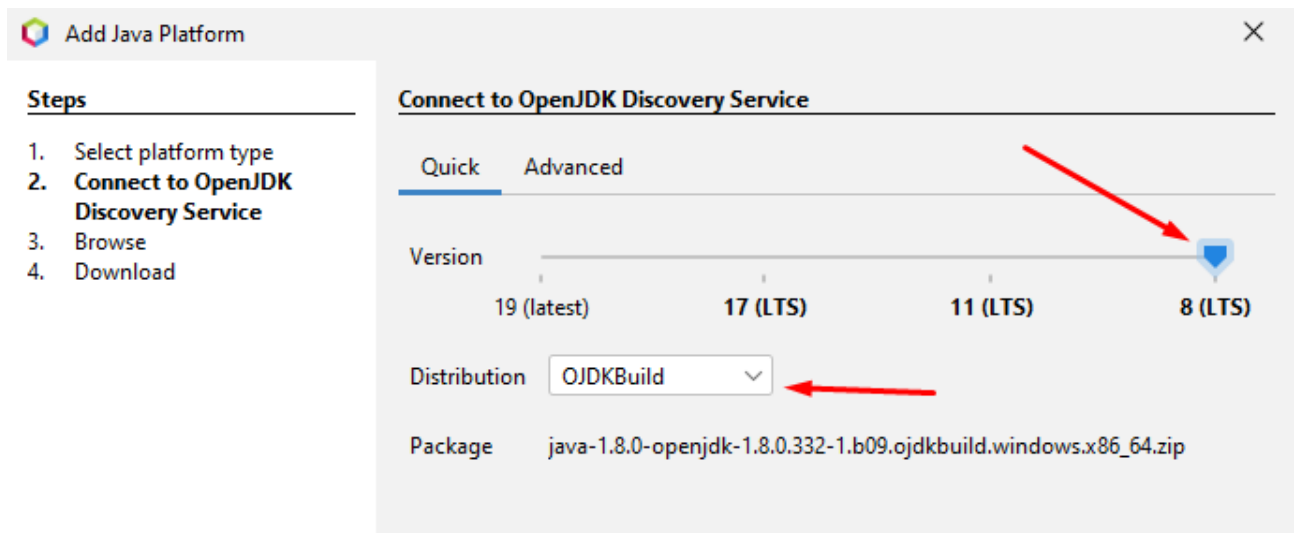 Add Java Platform
Steps
1. Select platform type
2. Connect to OpenJDK
Discovery Service
3. Browse
4. Download
Connect to OpenJDK Discovery Service
Quick Advanced
Version
19 (latest) 17 (LTS) 11 (LTS) 8 (LTS)
Distribution OJDKBuild
Package java-1.8.0-openjdk-1.8.0.332-1.b09.ojdkbuild.windows.x86_64.zip